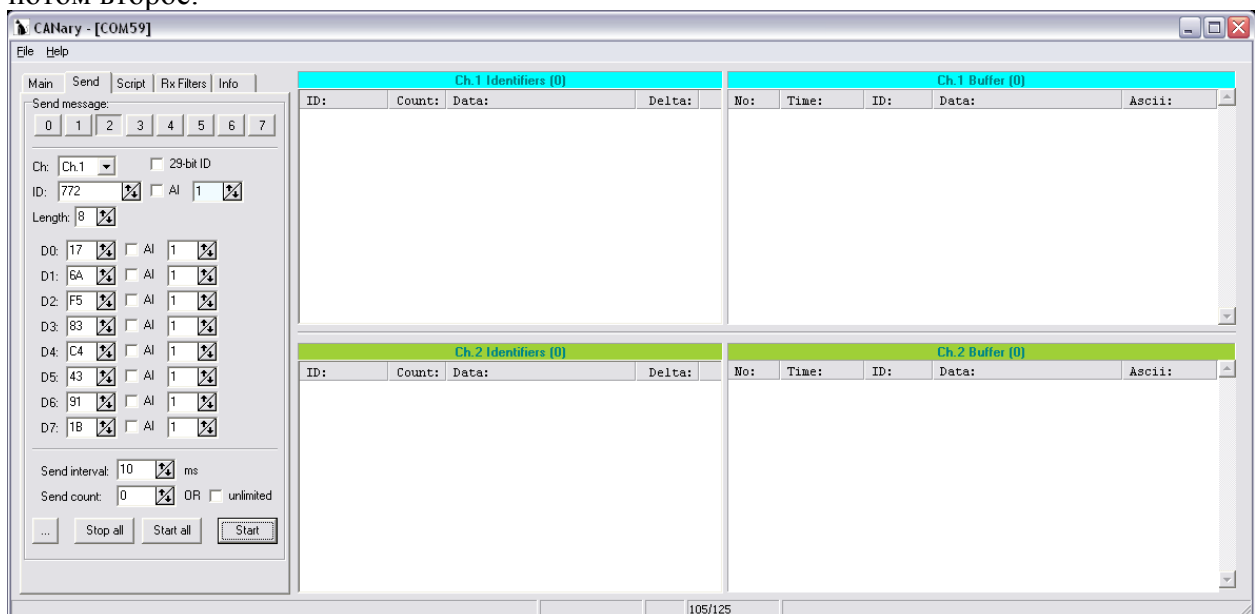 потом второе.
CANary - [COM59]
File Help
Main Send Script Rx Filters Info
Send message:
0 1 2 3 4 5 6 7
Ch: Ch.1 29-bit ID
ID: 772 AI 1
Length: 8
D0: 17 AI 1
D1: 6A AI 1
D2: F5 AI 1
D3: 83 AI 1
D4: C4 AI 1
D5: 43 AI 1
D6: 91 AI 1
D7: 1B AI 1
Send interval: 10 ms
Send count: 0 OR unlimited
... Stop all Start all Start
Ch.1 Identifiers (0)
ID: Count: Data: Delta:
Ch.1 Buffer (0)
No: Time: ID: Data: Ascii:
Ch.2 Identifiers (0)
ID: Count: Data: Delta:
Ch.2 Buffer (0)
No: Time: ID: Data: Ascii:
105/125